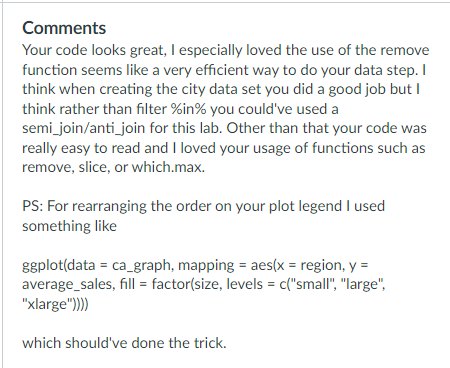 Comments
Your code looks great, I especially loved the use of the remove
function seems like a very efficient way to do your data step. I
think when creating the city data set you did a good job but I
think rather than filter %in% you could've used a
semi_join/anti_join for this lab. Other than that your code was
really easy to read and I loved your usage of functions such as
remove, slice, or which.max.
PS: For rearranging the order on your plot legend I used
something like
ggplot(data = ca_graph, mapping = aes(x = region, y =
average_sales, fill = factor(size, levels = c("small", "large",
"xlarge"))))
which should've done the trick.